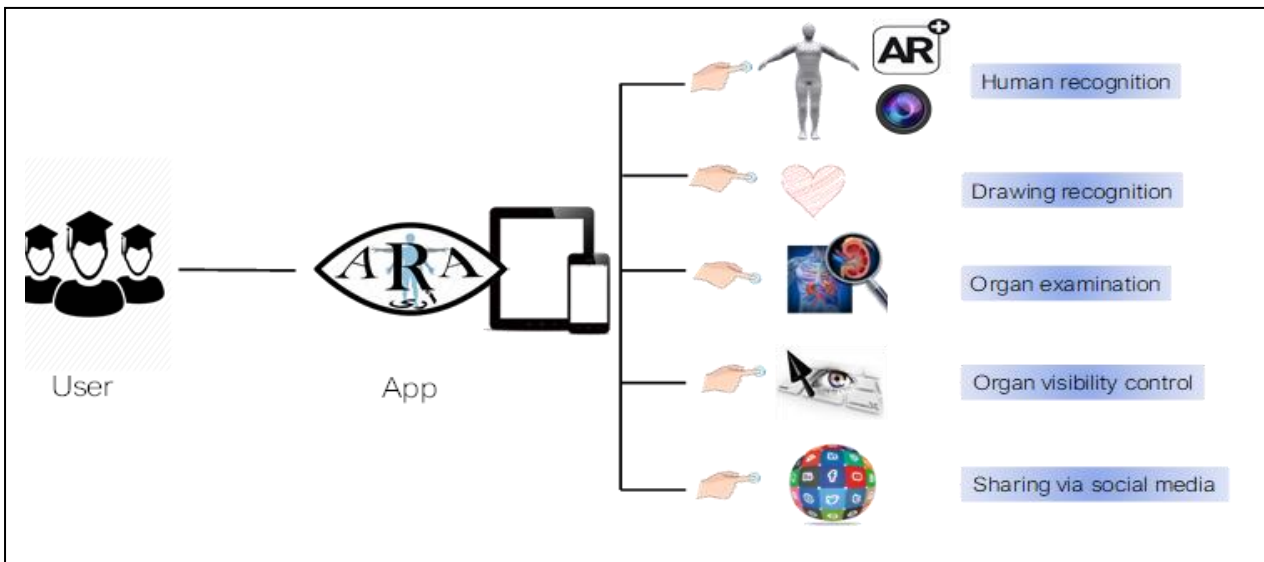 AR
Human recognition
Drawing recognition
ARA
Organ examination
User
App
Organ visibility control
Sharing via social media